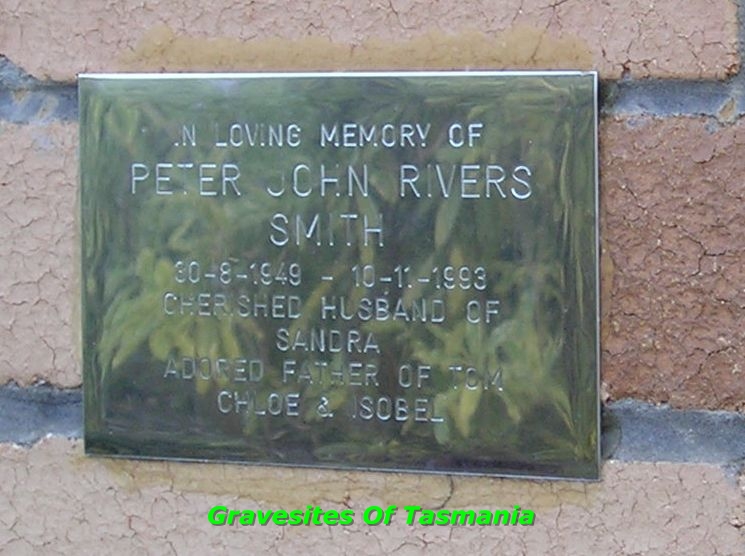 IN LOVING MEMORY OF
PETER JOHN RIVERS
SMITH
30-8-1949 - 10-11-1993
CHERISHED HUSBAND OF
SANDRA
ADORED FATHER OF TOM
CHLOE & ISOBEL
Gravesites Of Tasmania